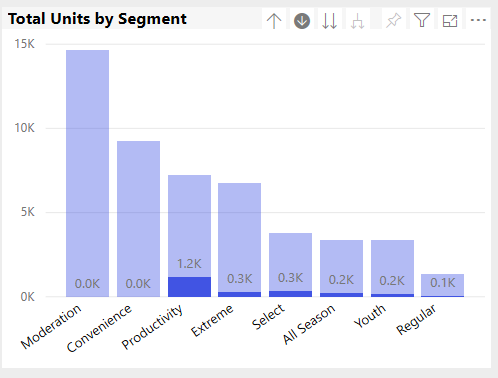 Total Units by Segment
15K
10K
5K
0K
0.0K
0.0K
1.2K
0.3K
0.3K
0.2K
0.2K
0.1K
Moderation
Convenience
Productivity
Extreme
Select
All Season
Youth
Regular